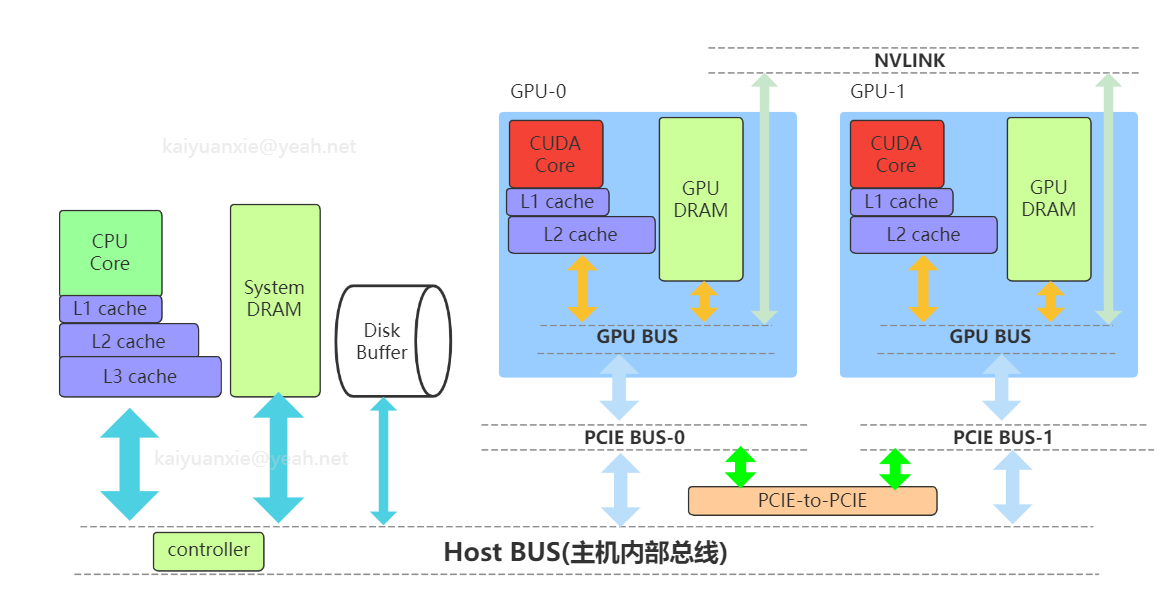 NVLINK
GPU-0
GPU-1
CUDA
Core
L1 cache
L2 cache
GPU
DRAM
GPU BUS
CUDA
Core
L1 cache
L2 cache
GPU
DRAM
GPU BUS
kaiyuanxie@yeah.net
CPU
Core
L1 cache
L2 cache
L3 cache
System
DRAM
Disk
Buffer
PCIE BUS-0
PCIE BUS-1
kaiyuanxie@yeah.net
PCIE-to-PCIE
controller
Host BUS(主机内部总线)